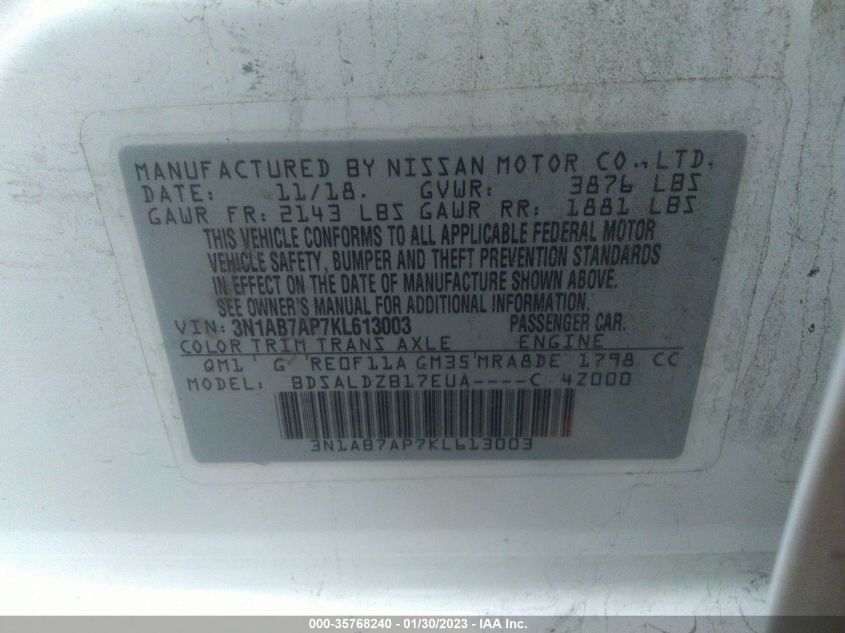 MANUFACTURED BY NISSAN MOTOR CO., LTD.
DATE: 11/18. GVWR: 3876 LBS
GAWR FR: 2143 LBS GAWR RR: 1881 LBS
THIS VEHICLE CONFORMS TO ALL APPLICABLE FEDERAL MOTOR
VEHICLE SAFETY, BUMPER AND THEFT PREVENTION STANDARDS
IN EFFECT ON THE DATE OF MANUFACTURE SHOWN ABOVE.
SEE OWNER'S MANUAL FOR ADDITIONAL INFORMATION.
VIN: 3N1AB7AP7KL613003 PASSENGER CAR.
COLOR TRIM TRANS AXLE ENGINE
QM1 G RE0F11A GM35 MRA8DE 1798 CC
MODEL: BDSALDZB17EUA----C 4Z000
3N1AB7AP7KL613003
000-35768240 - 01/30/2023 - IAA Inc.